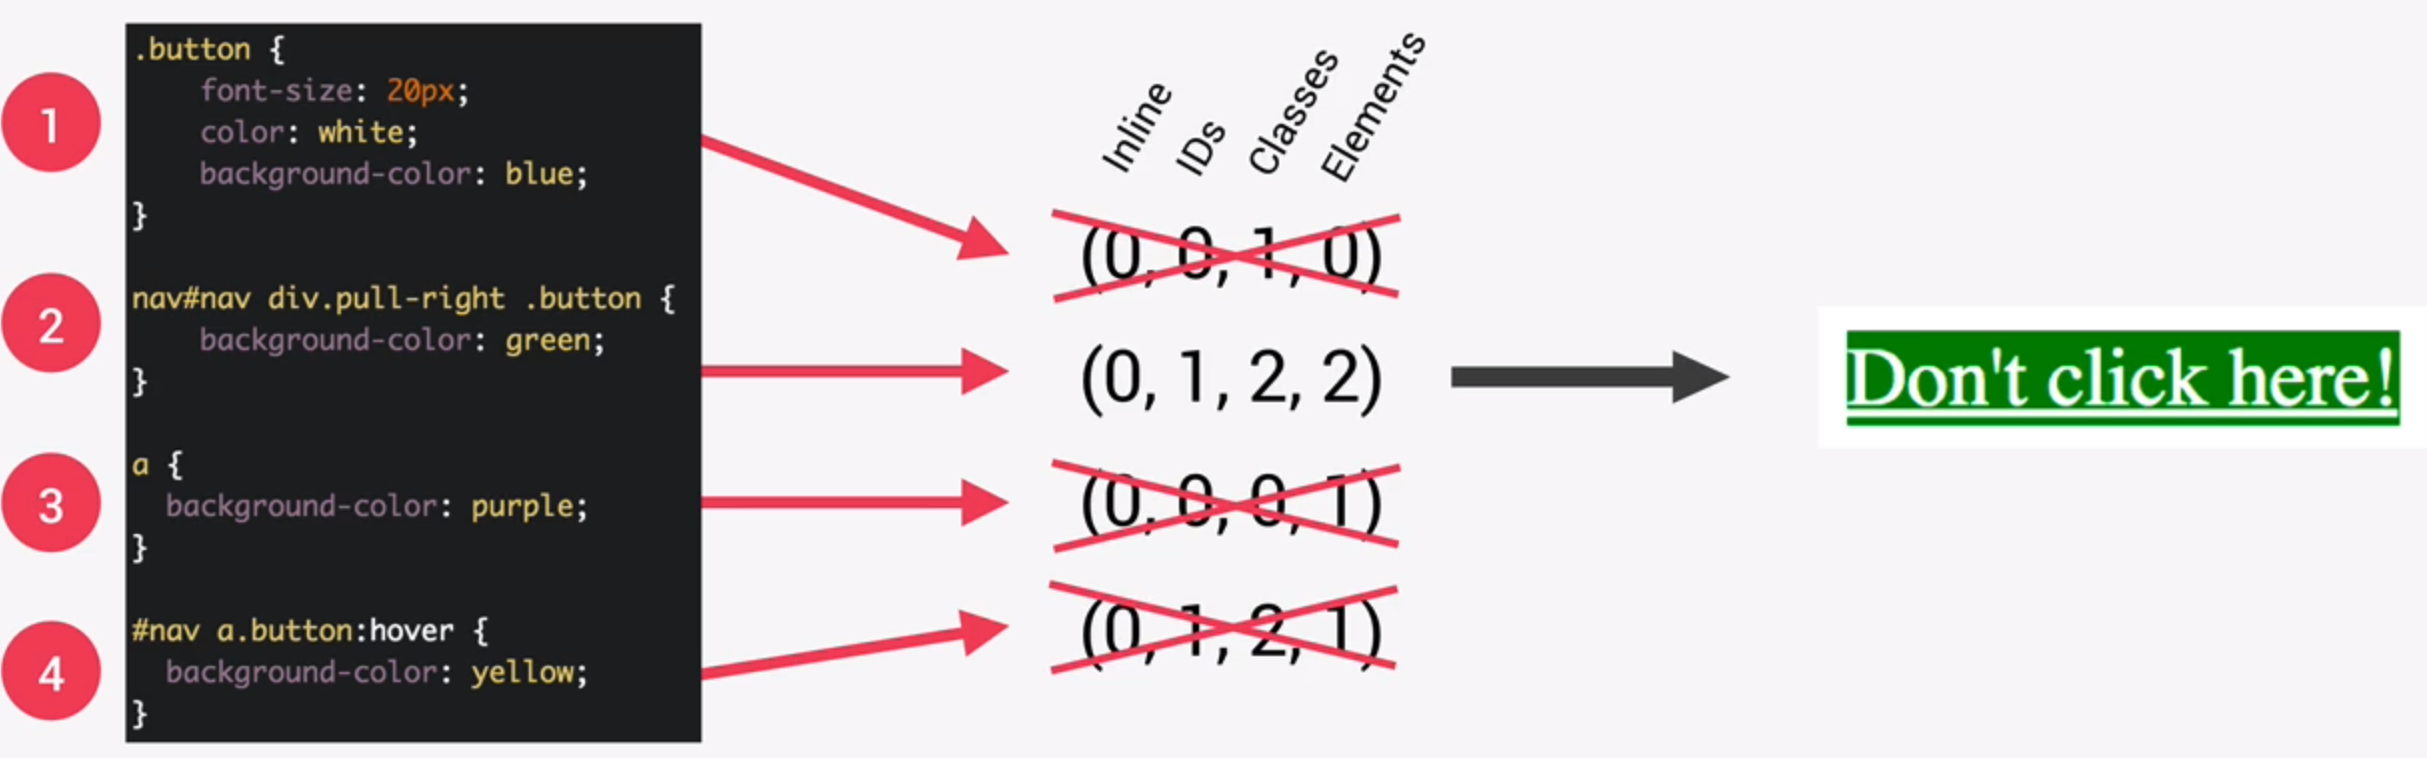 1
.button {
font-size: 20px;
color: white;
background-color: blue;
}
2
nav#nav div.pull-right .button {
background-color: green;
}
3
a {
background-color: purple;
}
4
#nav a.button:hover {
background-color: yellow;
}
Inline IDs Classes Elements
(0, 0, 1, 0)
(0, 1, 2, 2)
(0, 0, 0, 1)
(0, 1, 2, 1)
Don't click here!